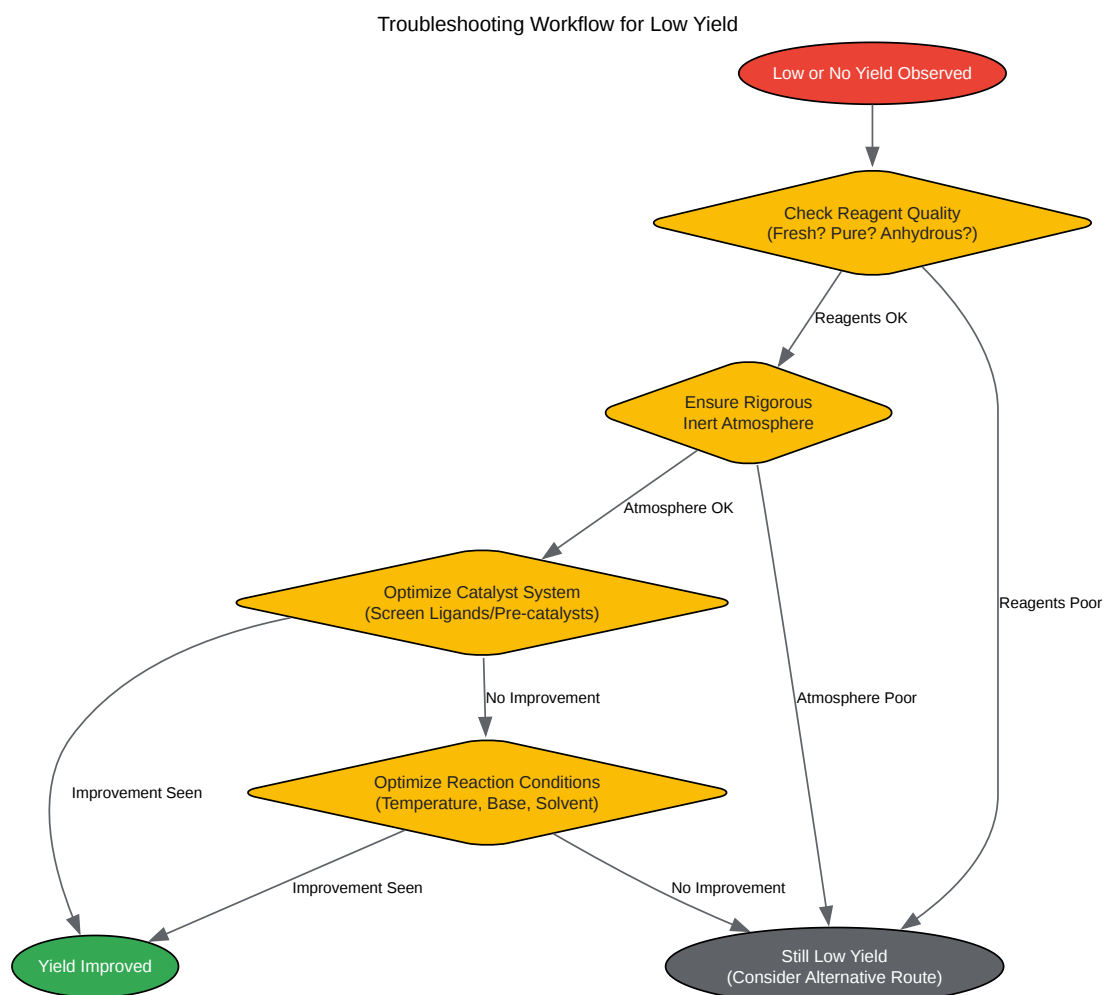 Troubleshooting Workflow for Low Yield
Low or No Yield Observed
Check Reagent Quality
(Fresh? Pure? Anhydrous?)
Reagents OK
Ensure Rigorous
Inert Atmosphere
Atmosphere OK
Optimize Catalyst System
(Screen Ligands/Pre-catalysts)
Reagents Poor
No Improvement
Atmosphere Poor
Optimize Reaction Conditions
(Temperature, Base, Solvent)
Improvement Seen
Improvement Seen
No Improvement
Yield Improved
Still Low Yield
(Consider Alternative Route)